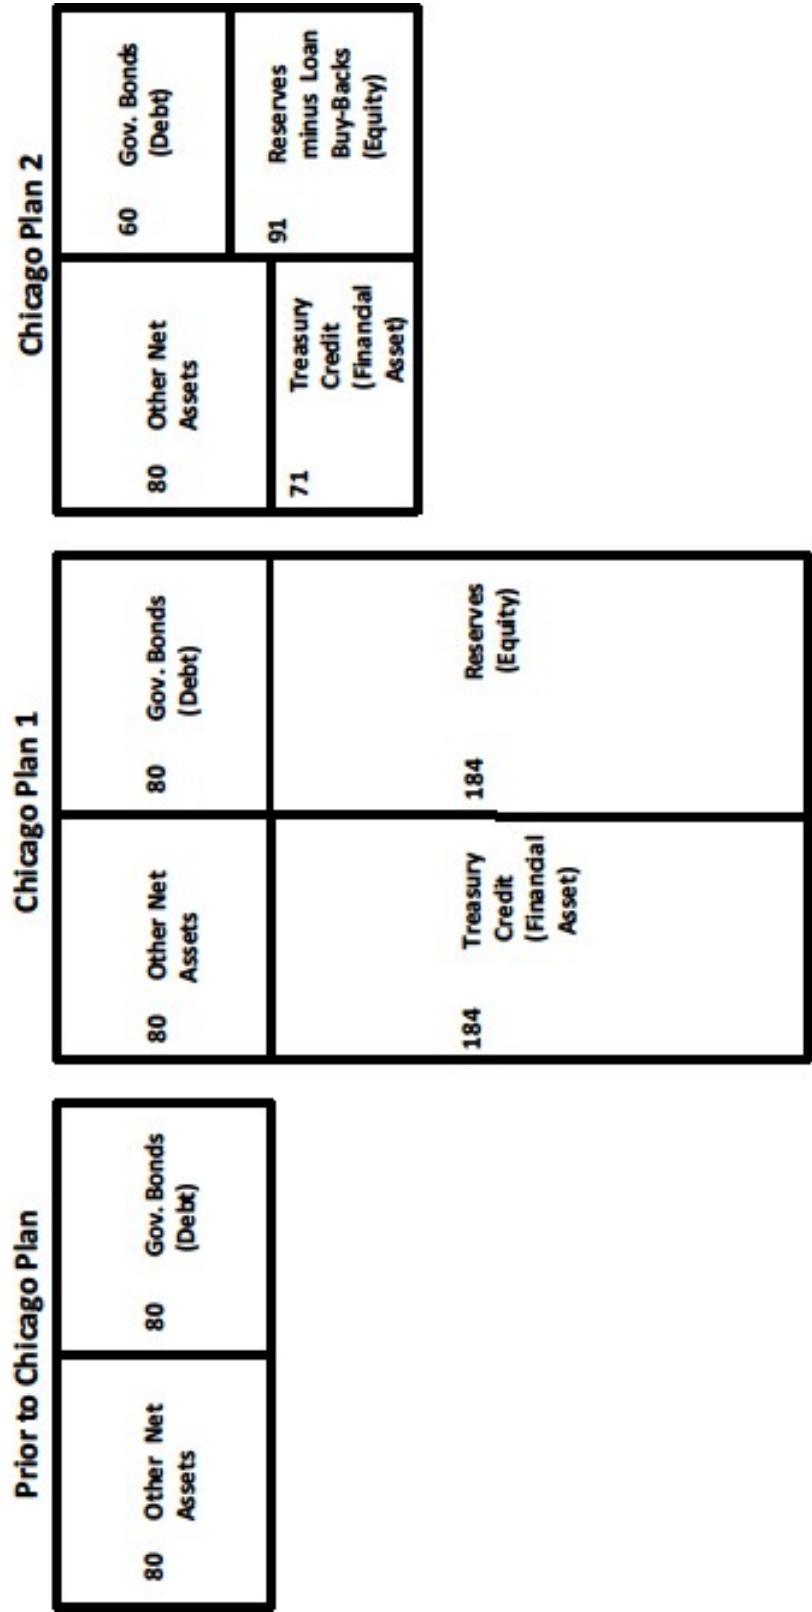 Prior to Chicago Plan
80 Other Net
Assets
80 Gov. Bonds
(Debt)
Chicago Plan 1
80 Other Net
Assets
80 Gov. Bonds
(Debt)
184 Treasury
Credit
(Financial
Asset)
184 Reserves
(Equity)
Chicago Plan 2
80 Other Net
Assets
60 Gov. Bonds
(Debt)
71 Treasury
Credit
(Financial
Asset)
91 Reserves
minus Loan
Buy-Backs
(Equity)